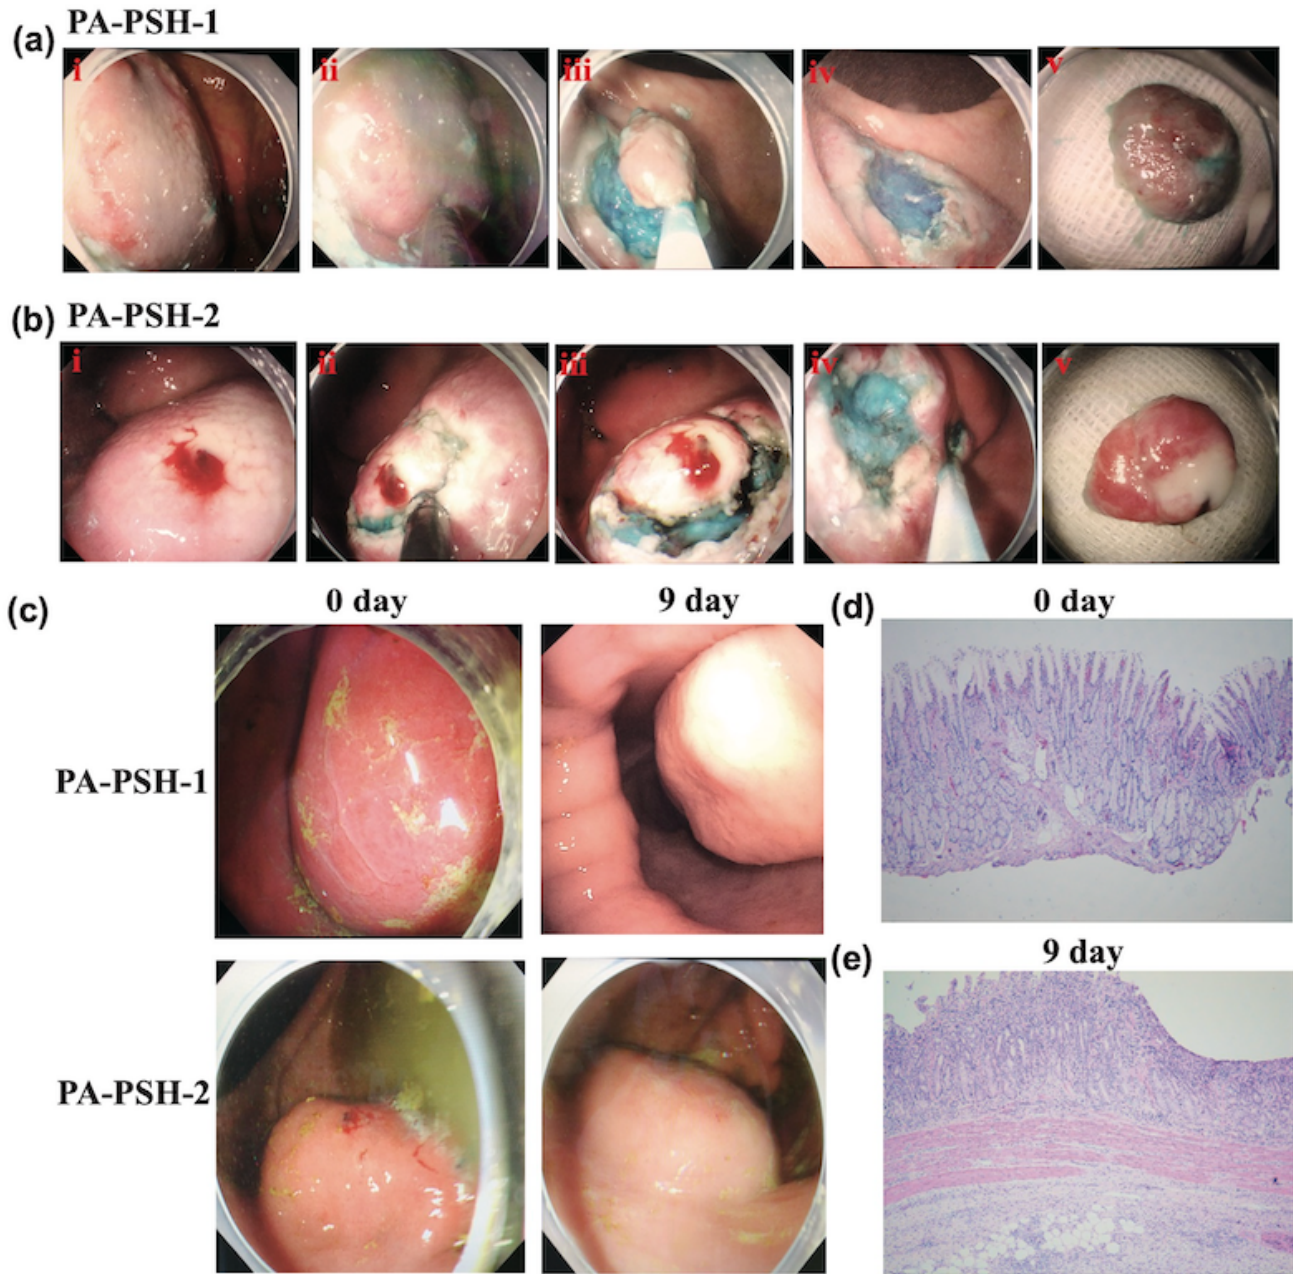 (a) PA-PSH-1
i ii iii iv v
(b) PA-PSH-2
i ii iii iv v
(c) 0 day 9 day
PA-PSH-1
PA-PSH-2
(d) 0 day
(e) 9 day